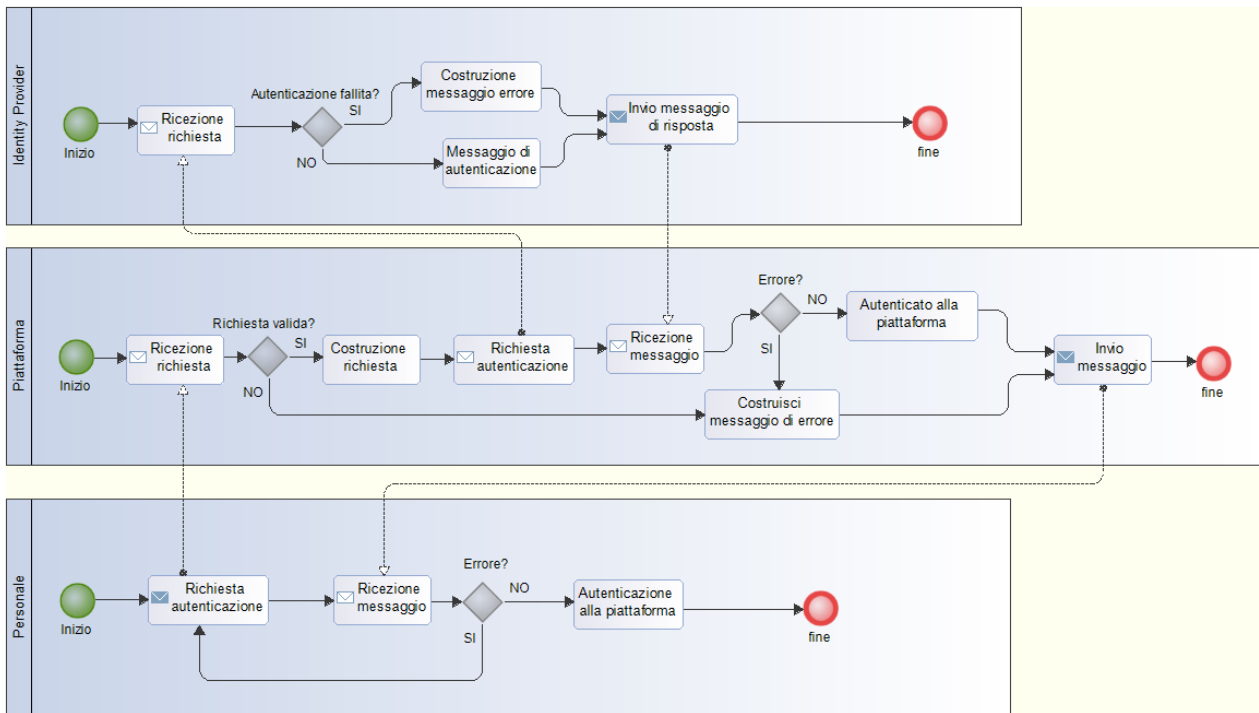 Identity Provider
Autenticazione fallita?
SI
NO
Inizio
Ricezione
richiesta
Costruzione
messaggio errore
Messaggio di
autenticazione
Invio messaggio
di risposta
fine
Piattaforma
Inizio
Ricezione
richiesta
Richiesta valida?
SI
NO
Costruzione
richiesta
Richiesta
autenticazione
Ricezione
messaggio
Errore?
NO
SI
Autenticato alla
piattaforma
Costruisci
messaggio di errore
Invio
messaggio
fine
Personale
Inizio
Richiesta
autenticazione
Ricezione
messaggio
Errore?
NO
SI
Autenticazione
alla piattaforma
fine